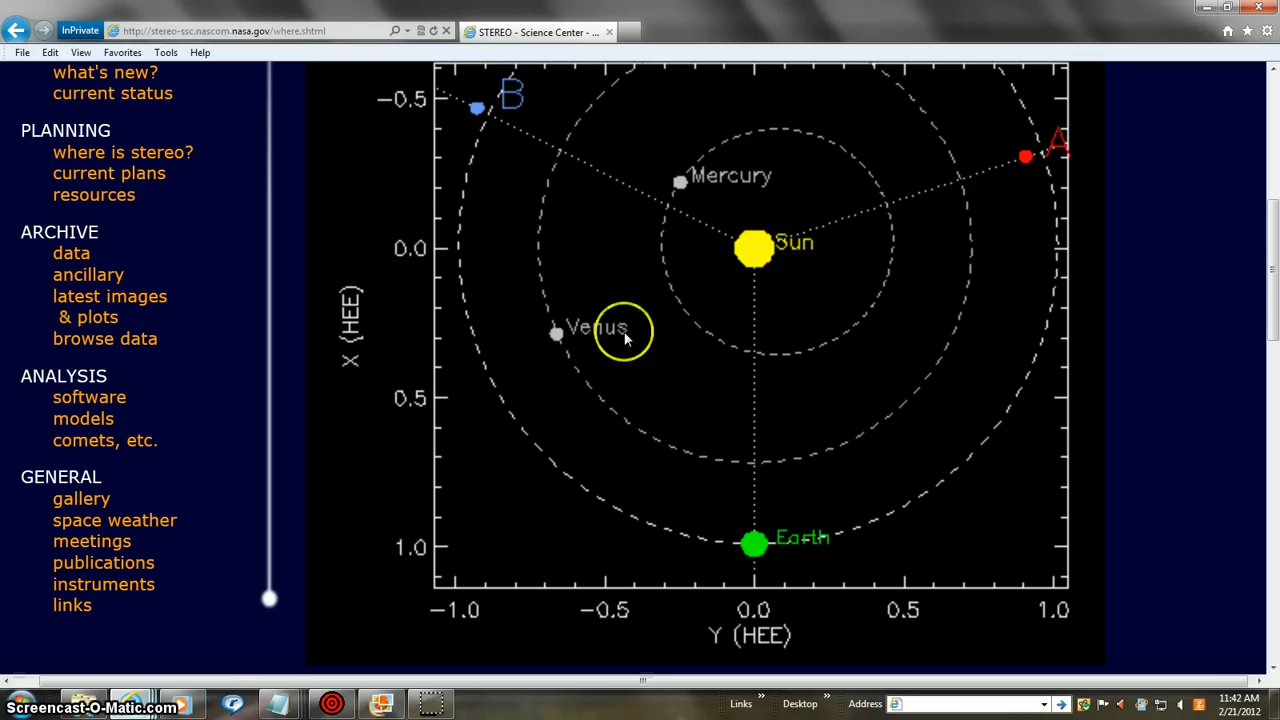 InPrivate
http://stereo-ssc.nascom.nasa.gov/where.shtml
STEREO - Science Center - ...
File Edit View Favorites Tools Help
what's new?
current status
PLANNING
where is stereo?
current plans
resources
ARCHIVE
data
ancillary
latest images
& plots
browse data
ANALYSIS
software
models
comets, etc.
GENERAL
gallery
space weather
meetings
publications
instruments
links
B
-0.5
A
Mercury
0.0
Sun
X (HEE)
Venus
0.5
Earth
1.0
-1.0 -0.5 0.0 0.5 1.0
Y (HEE)
Screencast-O-Matic.com
Links » Desktop » Address
11:42 AM
2/21/2012